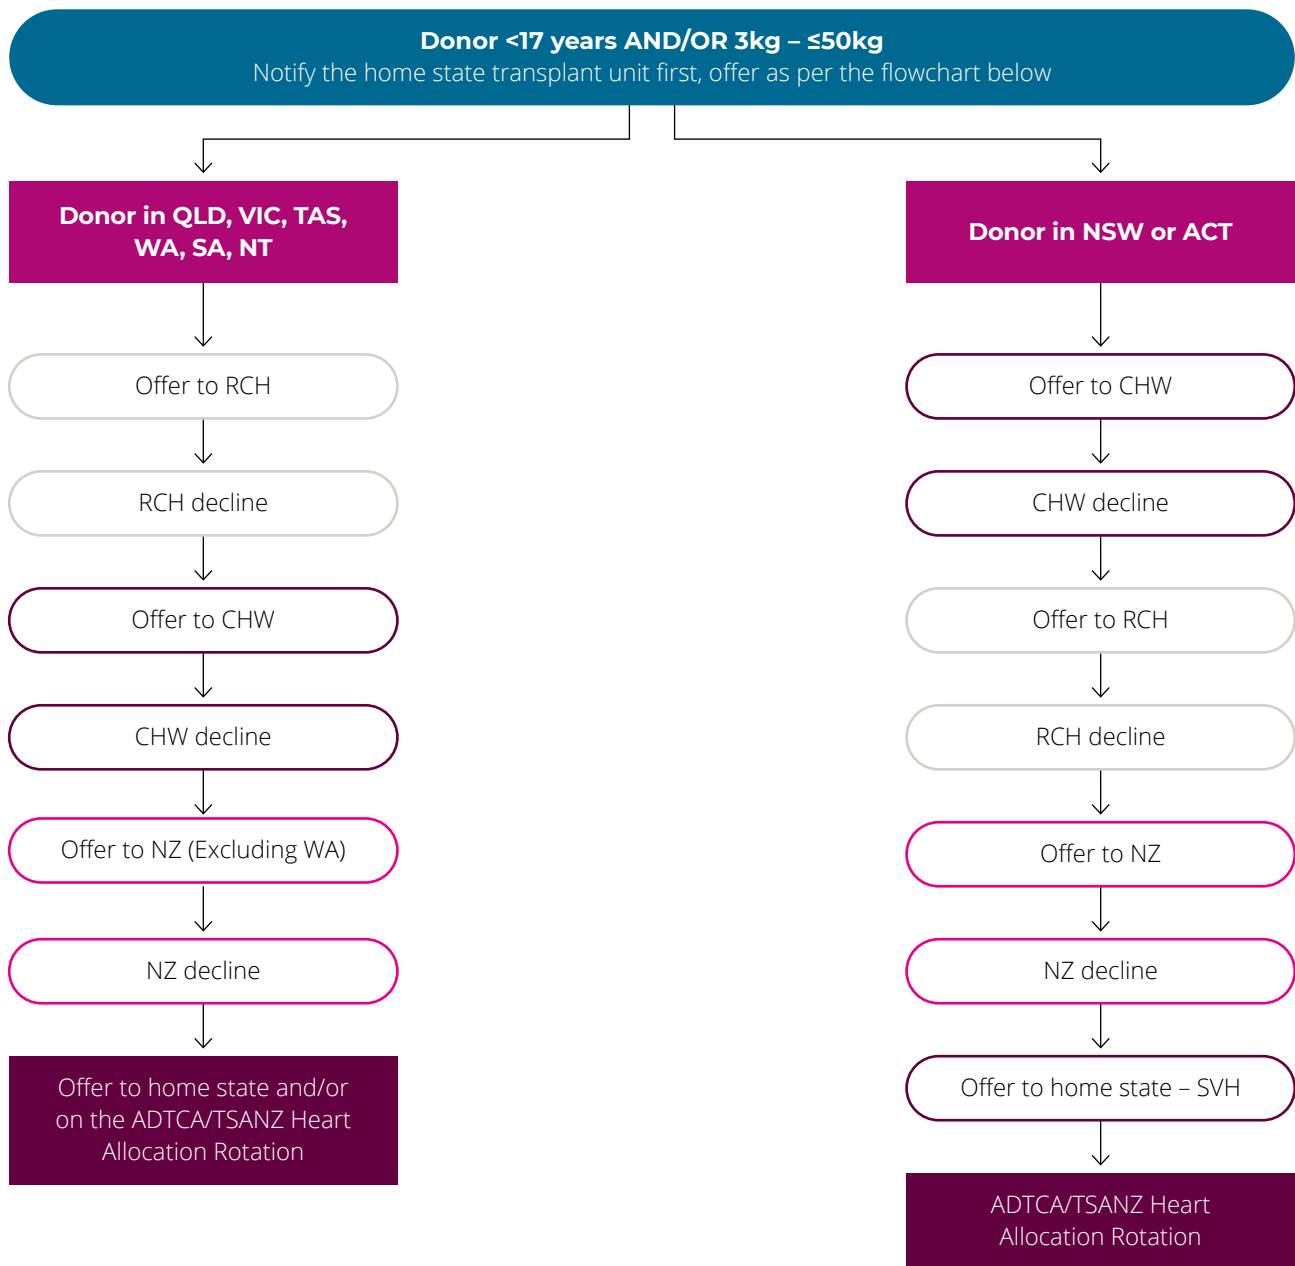 Donor <17 years AND/OR 3kg – ≤50kg
Notify the home state transplant unit first, offer as per the flowchart below
Donor in QLD, VIC, TAS,
WA, SA, NT
Offer to RCH
RCH decline
Offer to CHW
CHW decline
Offer to NZ (Excluding WA)
NZ decline
Offer to home state and/or
on the ADTCA/TSANZ Heart
Allocation Rotation
Donor in NSW or ACT
Offer to CHW
CHW decline
Offer to RCH
RCH decline
Offer to NZ
NZ decline
Offer to home state – SVH
ADTCA/TSANZ Heart
Allocation Rotation